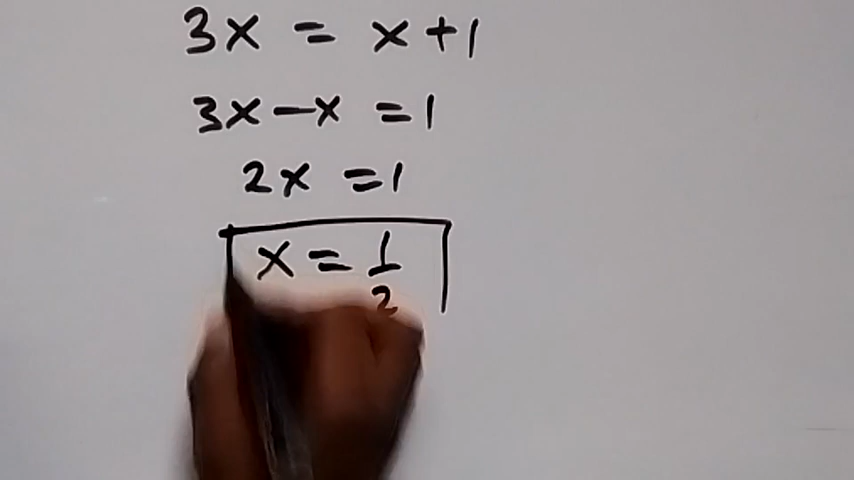 3x = x+1
3x-x =1
2x =1
x = 1/2